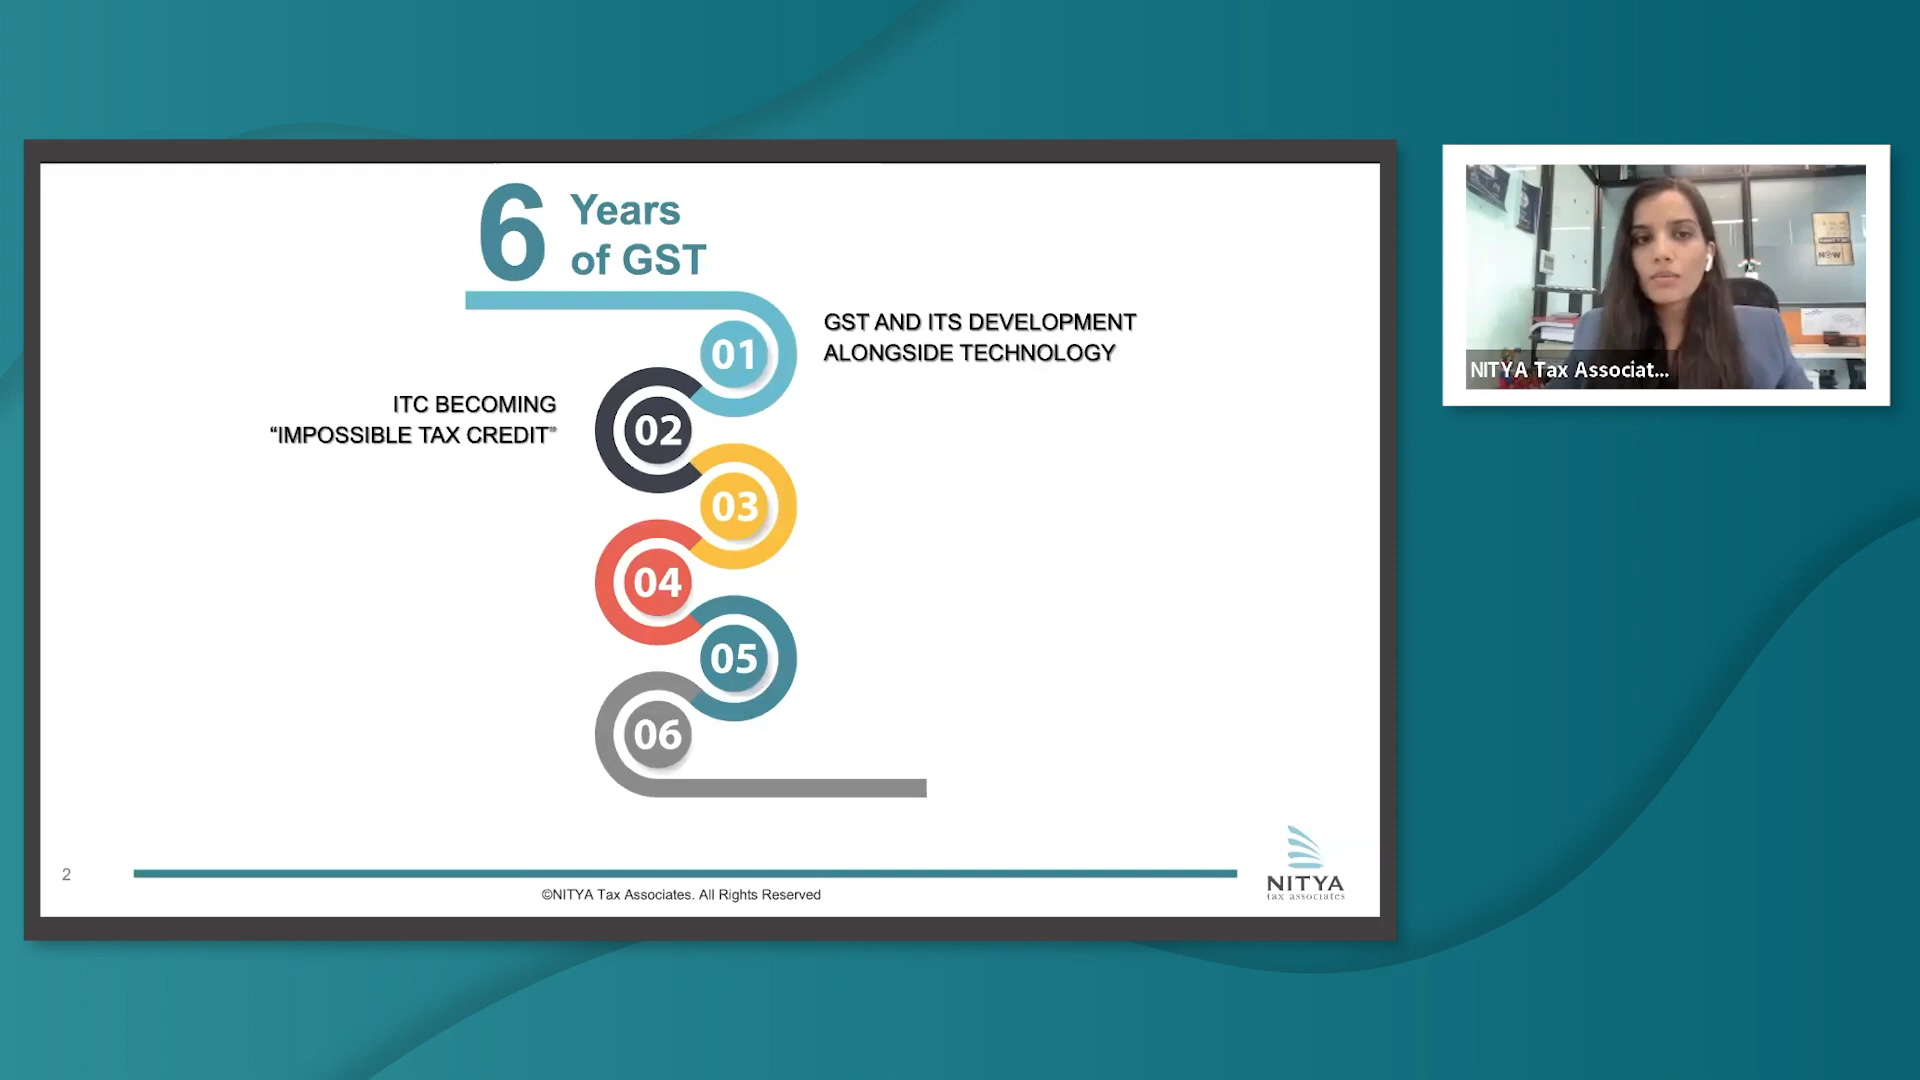 6 Years
of GST
01
GST AND ITS DEVELOPMENT
ALONGSIDE TECHNOLOGY
ITC BECOMING
“IMPOSSIBLE TAX CREDIT”
02
03
04
05
06
2
©NITYA Tax Associates. All Rights Reserved
NITYA
tax associates
NITYA Tax Associat...
NOW